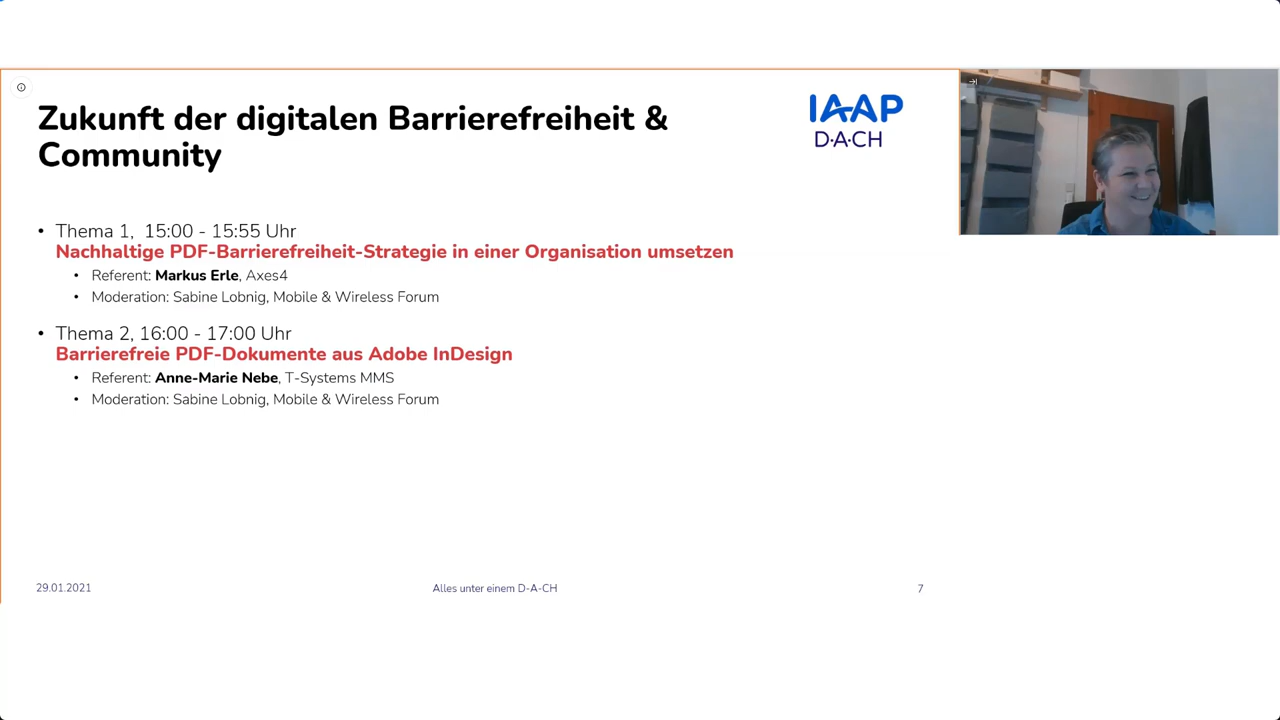 Zukunft der digitalen Barrierefreiheit &
Community
IAAP
D·A·CH
• Thema 1, 15:00 - 15:55 Uhr
Nachhaltige PDF-Barrierefreiheit-Strategie in einer Organisation umsetzen
• Referent: Markus Erle, Axes4
• Moderation: Sabine Lobnig, Mobile & Wireless Forum
• Thema 2, 16:00 - 17:00 Uhr
Barrierefreie PDF-Dokumente aus Adobe InDesign
• Referent: Anne-Marie Nebe, T-Systems MMS
• Moderation: Sabine Lobnig, Mobile & Wireless Forum
29.01.2021
Alles unter einem D-A-CH
7